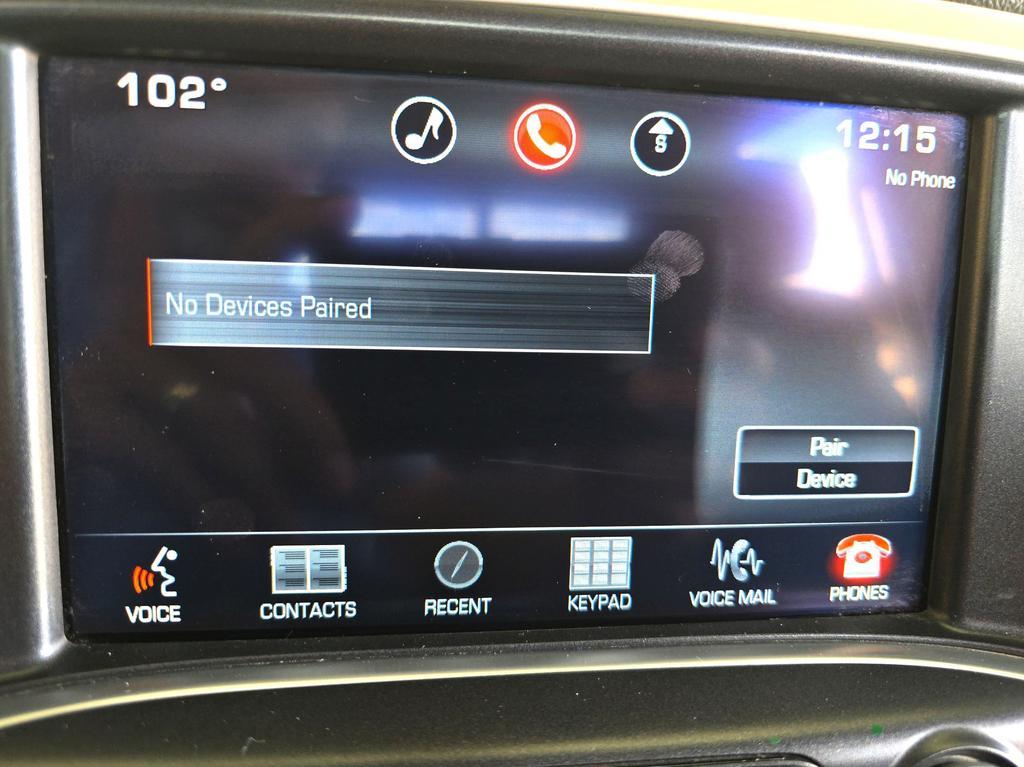 102°
S
12:15
No Phone
No Devices Paired
Pair
Device
VOICE
CONTACTS
RECENT
KEYPAD
VOICE MAIL
PHONES